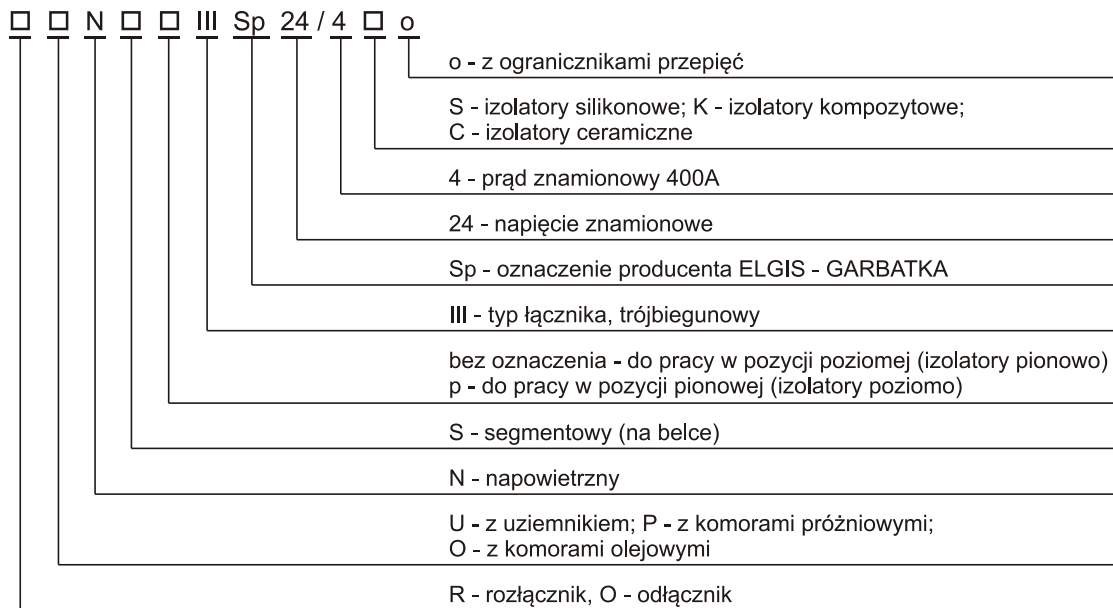 □ □ N □ □ III Sp 24 / 4 □ o
o - z ogranicznikami przepięć
S - izolatory silikonowe; K - izolatory kompozytowe;
C - izolatory ceramiczne
4 - prąd znamionowy 400A
24 - napięcie znamionowe
Sp - oznaczenie producenta ELGIS - GARBATKA
III - typ łącznika, trójbiegunowy
bez oznaczenia - do pracy w pozycji poziomej (izolatory pionowo)
p - do pracy w pozycji pionowej (izolatory poziomo)
S - segmentowy (na belce)
N - napowietrzny
U - z uziemnikiem; P - z komorami próżniowymi;
O - z komorami olejowymi
R - rozłącznik, O - odłącznik